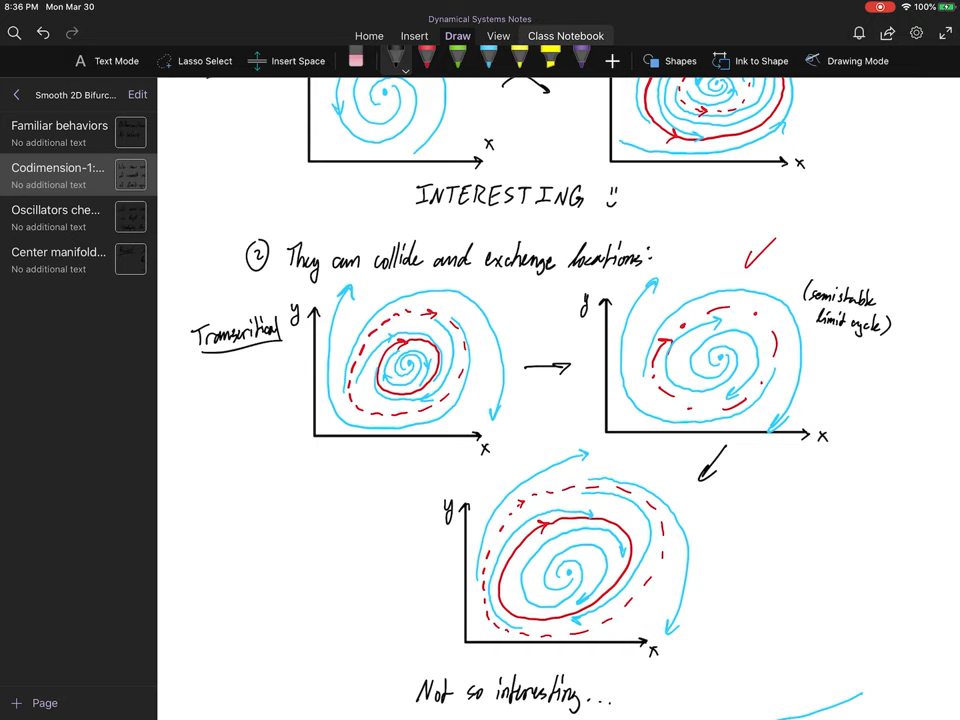 8:36 PM Mon Mar 30
100%
Dynamical Systems Notes
Home Insert Draw View Class Notebook
Text Mode Lasso Select Insert Space Shapes Ink to Shape Drawing Mode
Smooth 2D Bifurc... Edit
Familiar behaviors
No additional text
Codimension-1:...
No additional text
Oscillators che...
No additional text
Center manifold...
No additional text
Page
x
x
INTERESTING :)
② They can collide and exchange locations:
Transcritical
y
x
y
x
(semistable
limit cycle)
y
x
Not so interesting...